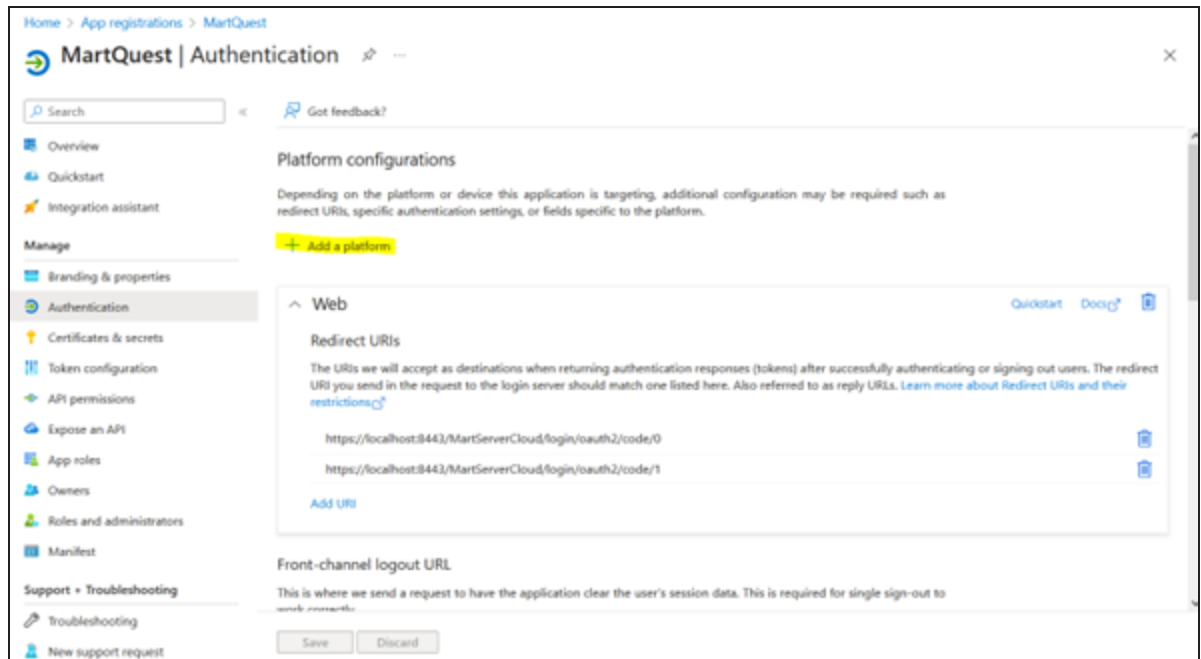 Home > App registrations > MartQuest
MartQuest | Authentication
Search
Got feedback?
Overview
Quickstart
Integration assistant
Manage
Branding & properties
Authentication
Certificates & secrets
Token configuration
API permissions
Expose an API
App roles
Owners
Roles and administrators
Manifest
Support + Troubleshooting
Troubleshooting
New support request
Platform configurations
Depending on the platform or device this application is targeting, additional configuration may be required such as
redirect URIs, specific authentication settings, or fields specific to the platform.
+ Add a platform
Web
Quickstart Docs
Redirect URIs
The URIs we will accept as destinations when returning authentication responses (tokens) after successfully authenticating or signing out users. The redirect
URI you send in the request to the login server should match one listed here. Also referred to as reply URLs. Learn more about Redirect URIs and their
restrictions
https://localhost:8443/MartServerCloud/login/oauth2/code/0
https://localhost:8443/MartServerCloud/login/oauth2/code/1
Add URI
Front-channel logout URL
This is where we send a request to have the application clear the user's session data. This is required for single sign-out to
work correctly.
Save Discard